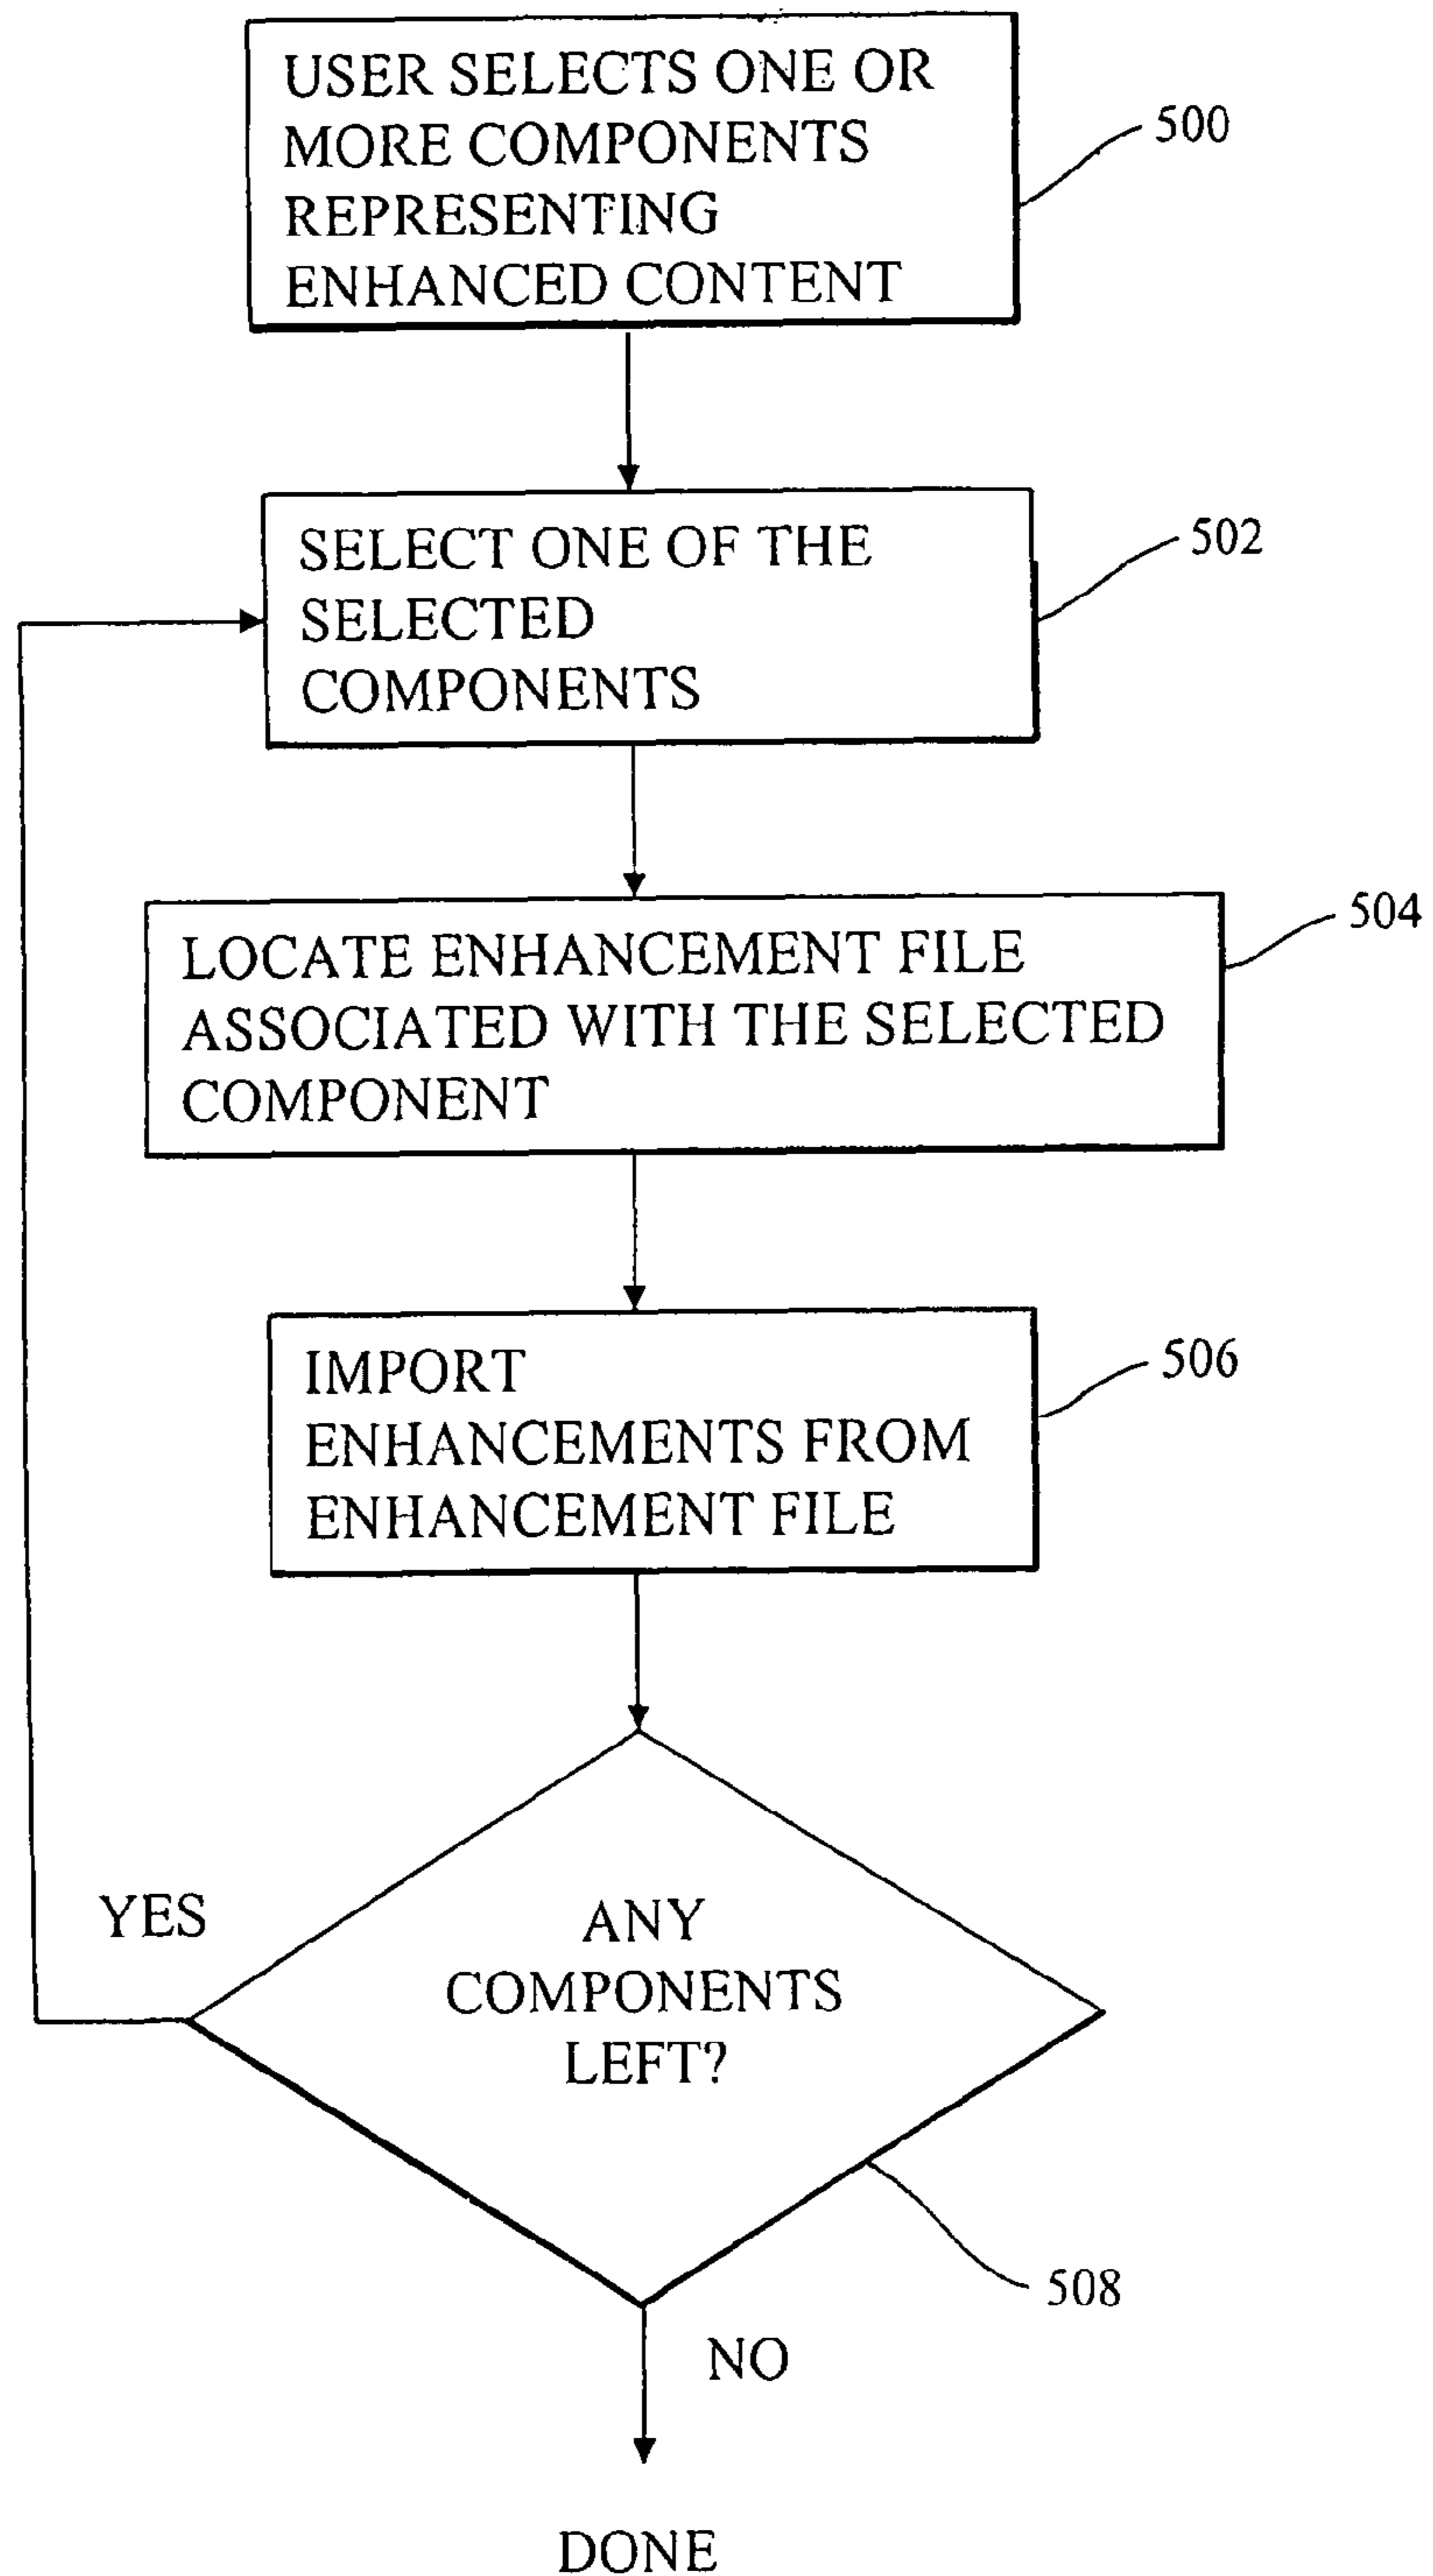 USER SELECTS ONE OR
MORE COMPONENTS
REPRESENTING
ENHANCED CONTENT
500
SELECT ONE OF THE
SELECTED
COMPONENTS
502
LOCATE ENHANCEMENT FILE
ASSOCIATED WITH THE SELECTED
COMPONENT
504
IMPORT
ENHANCEMENTS FROM
ENHANCEMENT FILE
506
YES
ANY
COMPONENTS
LEFT?
508
NO
DONE